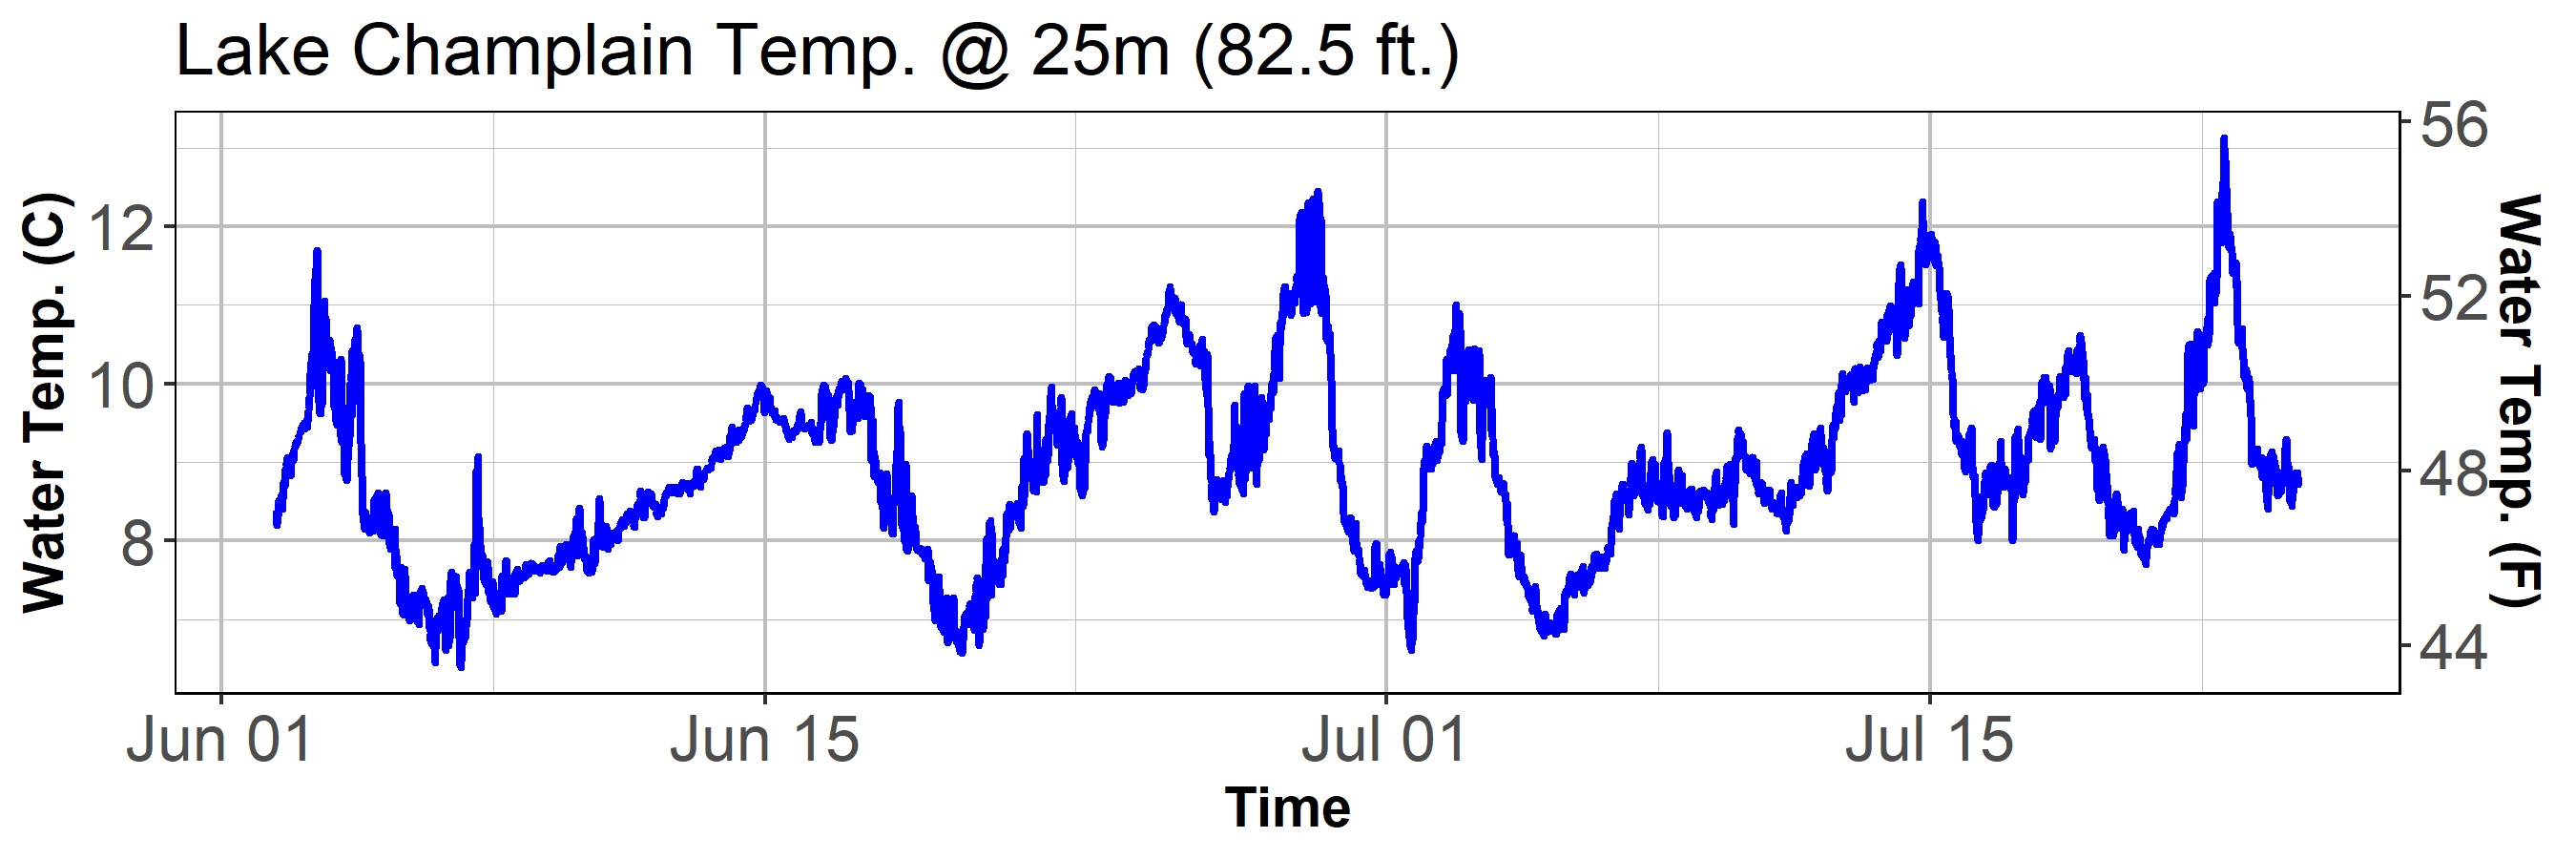 Lake Champlain Temp. @ 25m (82.5 ft.)
Water Temp. (C)
12
10
8
56
52
48
44
Water Temp. (F)
Jun 01
Jun 15
Jul 01
Jul 15
Time